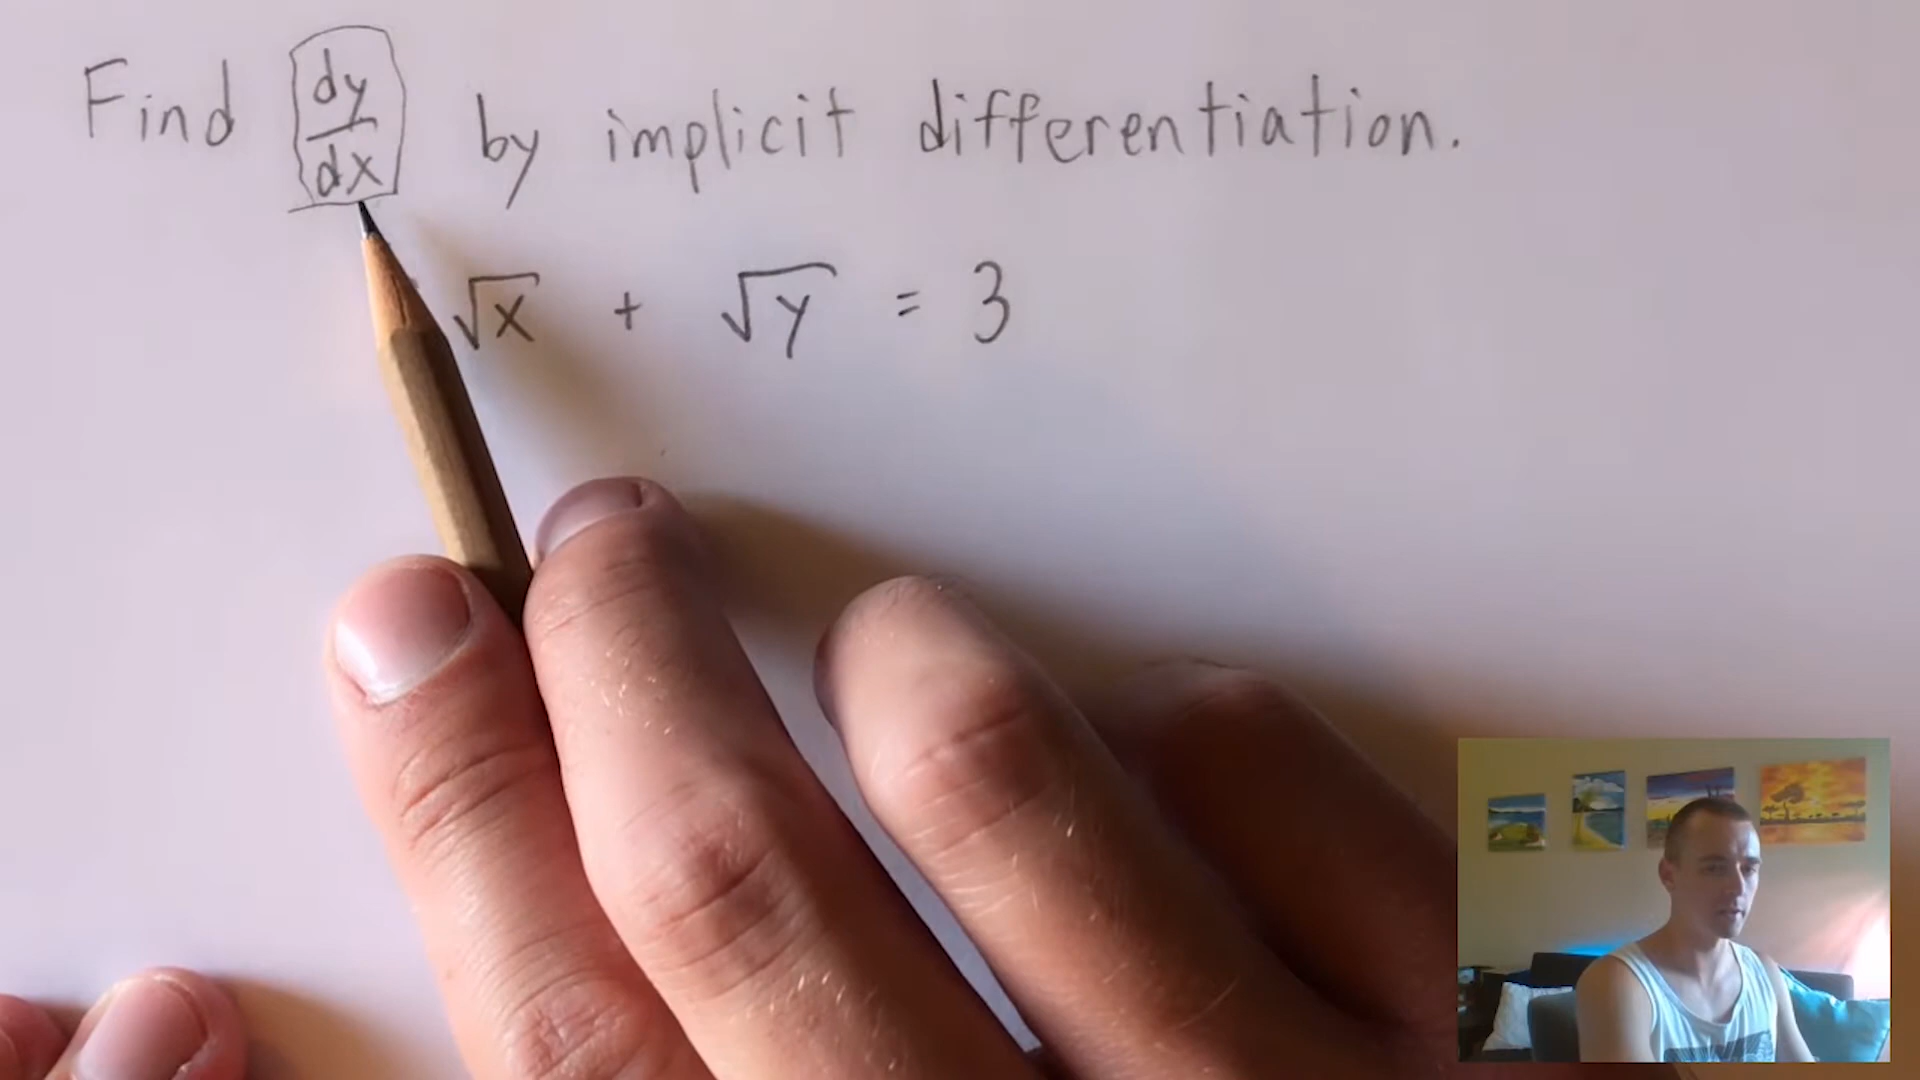 Find dy/dx by implicit differentiation.
√x + √y = 3